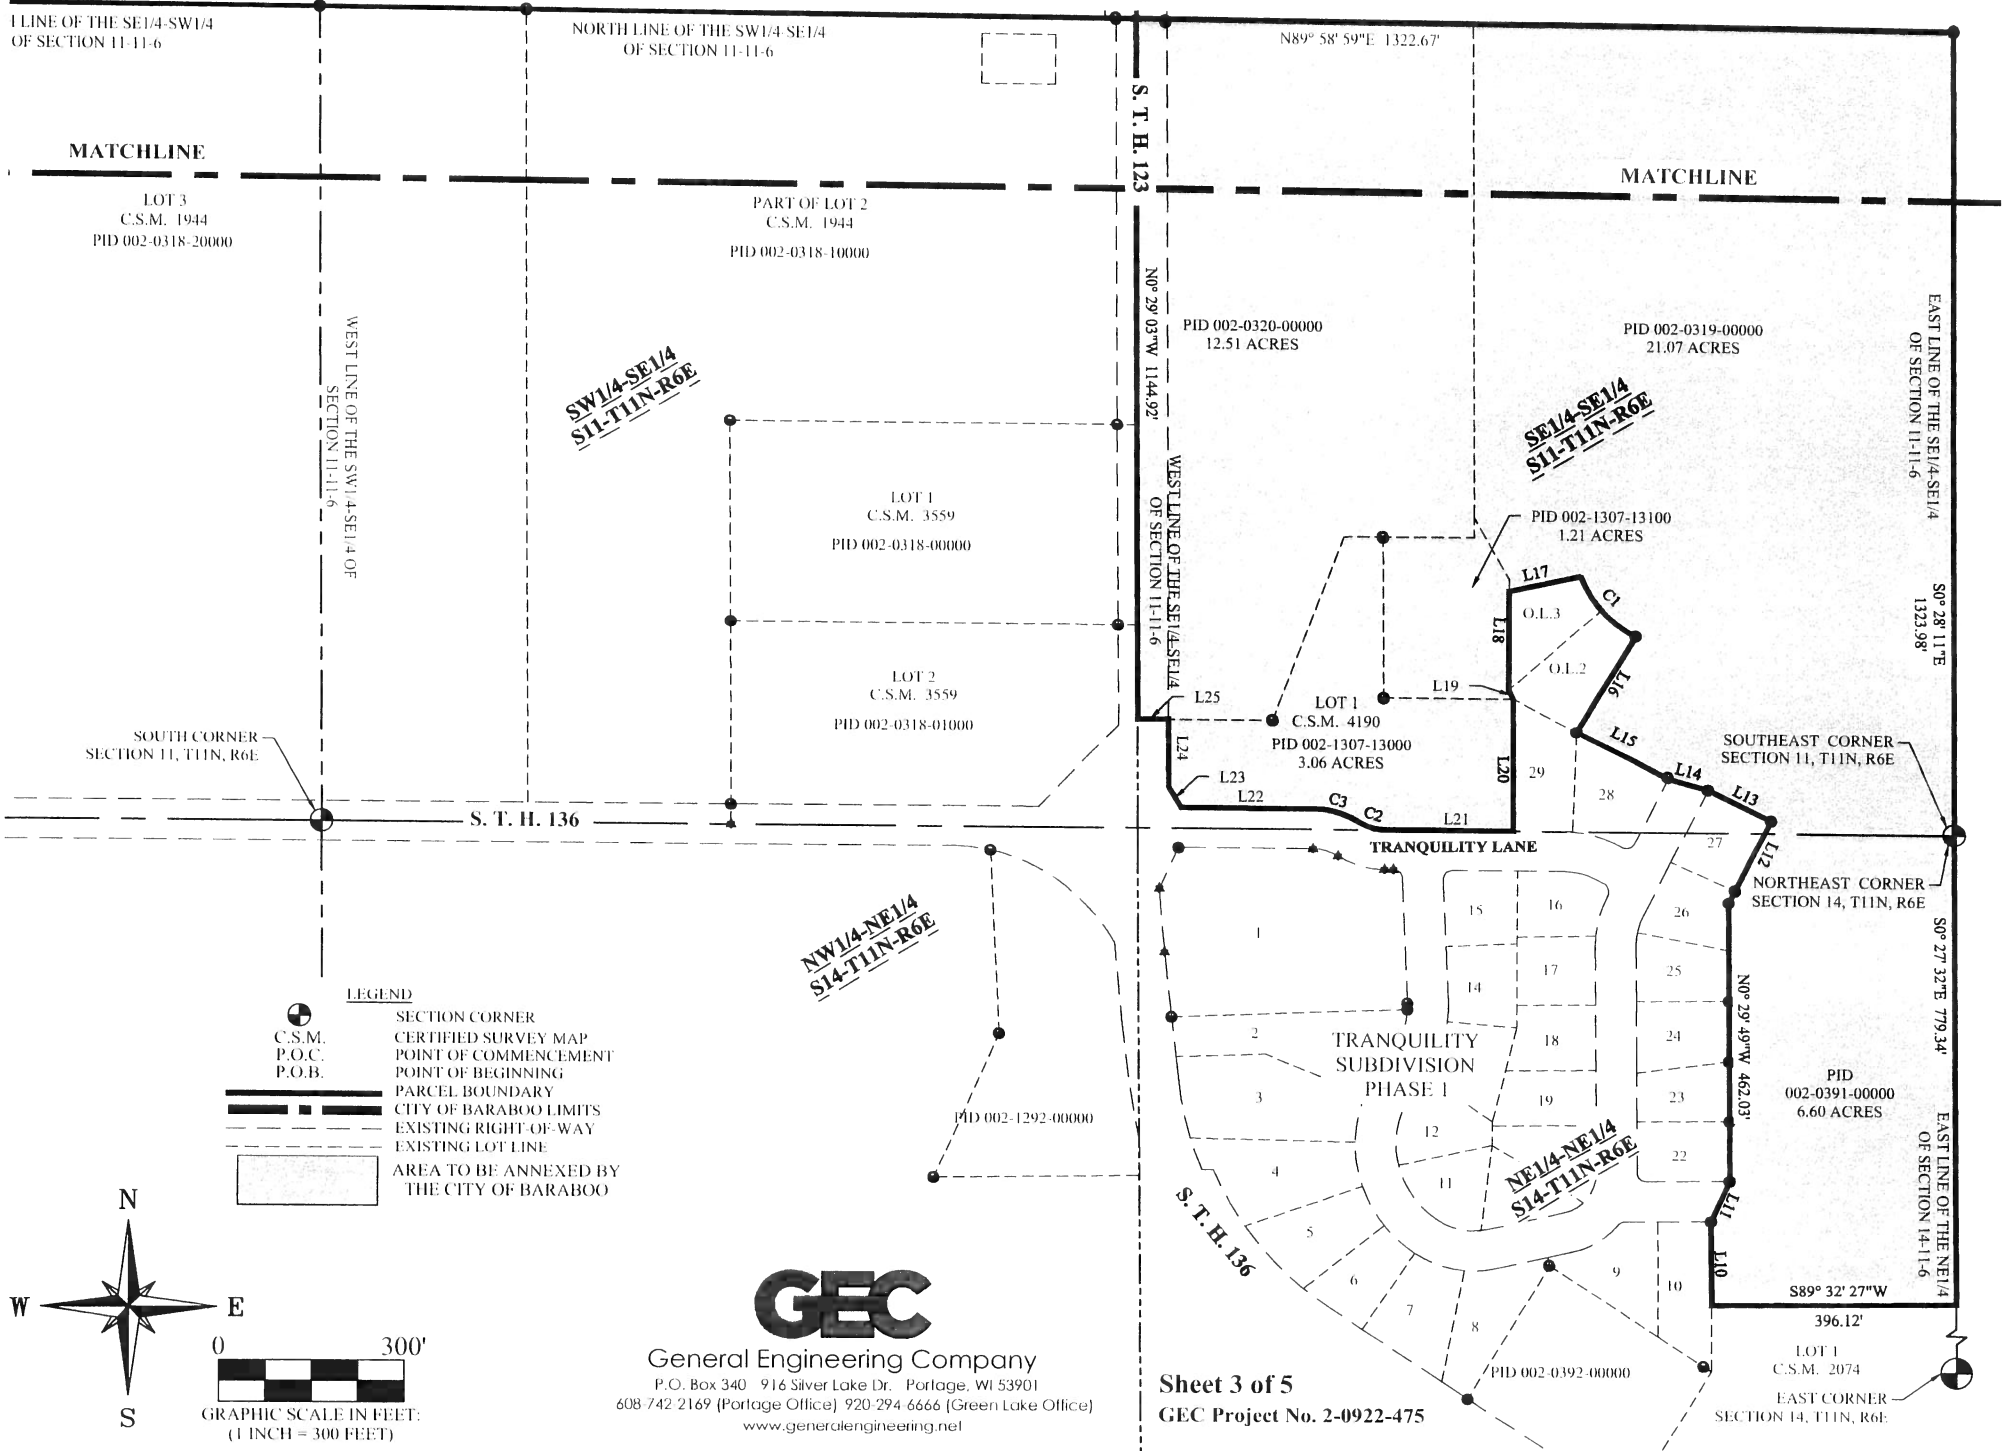 I LINE OF THE SE1/4-SW1/4
OF SECTION 11-11-6
NORTH LINE OF THE SW1/4-SE1/4
OF SECTION 11-11-6
N89° 58' 59"E 1322.67'
S. T. H. 123
MATCHLINE
MATCHLINE
LOT 3
C.S.M. 1944
PID 002-0318-20000
PART OF LOT 2
C.S.M. 1944
PID 002-0318-10000
WEST LINE OF THE SW1/4-SE1/4 OF
SECTION 11-11-6
SW1/4-SE1/4
S11-T11N-R6E
N0° 29' 03"W 1144.92'
PID 002-0320-00000
12.51 ACRES
PID 002-0319-00000
21.07 ACRES
EAST LINE OF THE SE1/4-SE1/4
OF SECTION 11-11-6
SE1/4-SE1/4
S11-T11N-R6E
WEST LINE OF THE SE1/4-SE1/4
OF SECTION 11-11-6
LOT 1
C.S.M. 3559
PID 002-0318-00000
PID 002-1307-13100
1.21 ACRES
L17
C1
O.L.3
L18
O.L.2
L16
S0° 28' 11"E
1323.98'
LOT 2
C.S.M. 3559
PID 002-0318-01000
L19
L25
LOT 1
C.S.M. 4190
PID 002-1307-13000
3.06 ACRES
L24
L23
L22
C3
C2
L21
L20
29
28
L15
L14
L13
27
L12
SOUTH CORNER
SECTION 11, T11N, R6E
SOUTHEAST CORNER
SECTION 11, T11N, R6E
S. T. H. 136
TRANQUILITY LANE
NORTHEAST CORNER
SECTION 14, T11N, R6E
NW1/4-NE1/4
S14-T11N-R6E
1
15
16
26
14
17
25
2
18
24
3
19
23
12
22
4
11
5
6
7
8
9
10
TRANQUILITY
SUBDIVISION
PHASE 1
N0° 29' 49"W 462.03'
S0° 27' 32"E 779.34'
PID
002-0391-00000
6.60 ACRES
EAST LINE OF THE NE1/4
OF SECTION 14-11-6
NE1/4-NE1/4
S14-T11N-R6E
L11
L10
S89° 32' 27"W
396.12'
PID 002-1292-00000
S. T. H. 136
PID 002-0392-00000
LOT 1
C.S.M. 2074
EAST CORNER
SECTION 14, T11N, R6E
LEGEND
SECTION CORNER
C.S.M. CERTIFIED SURVEY MAP
P.O.C. POINT OF COMMENCEMENT
P.O.B. POINT OF BEGINNING
PARCEL BOUNDARY
CITY OF BARABOO LIMITS
EXISTING RIGHT-OF-WAY
EXISTING LOT LINE
AREA TO BE ANNEXED BY
THE CITY OF BARABOO
N
W
E
S
0 300'
GRAPHIC SCALE IN FEET:
(1 INCH = 300 FEET)
GEC
General Engineering Company
P.O. Box 340 916 Silver Lake Dr. Portage, WI 53901
608-742-2169 (Portage Office) 920-294-6666 (Green Lake Office)
www.generalengineering.net
Sheet 3 of 5
GEC Project No. 2-0922-475